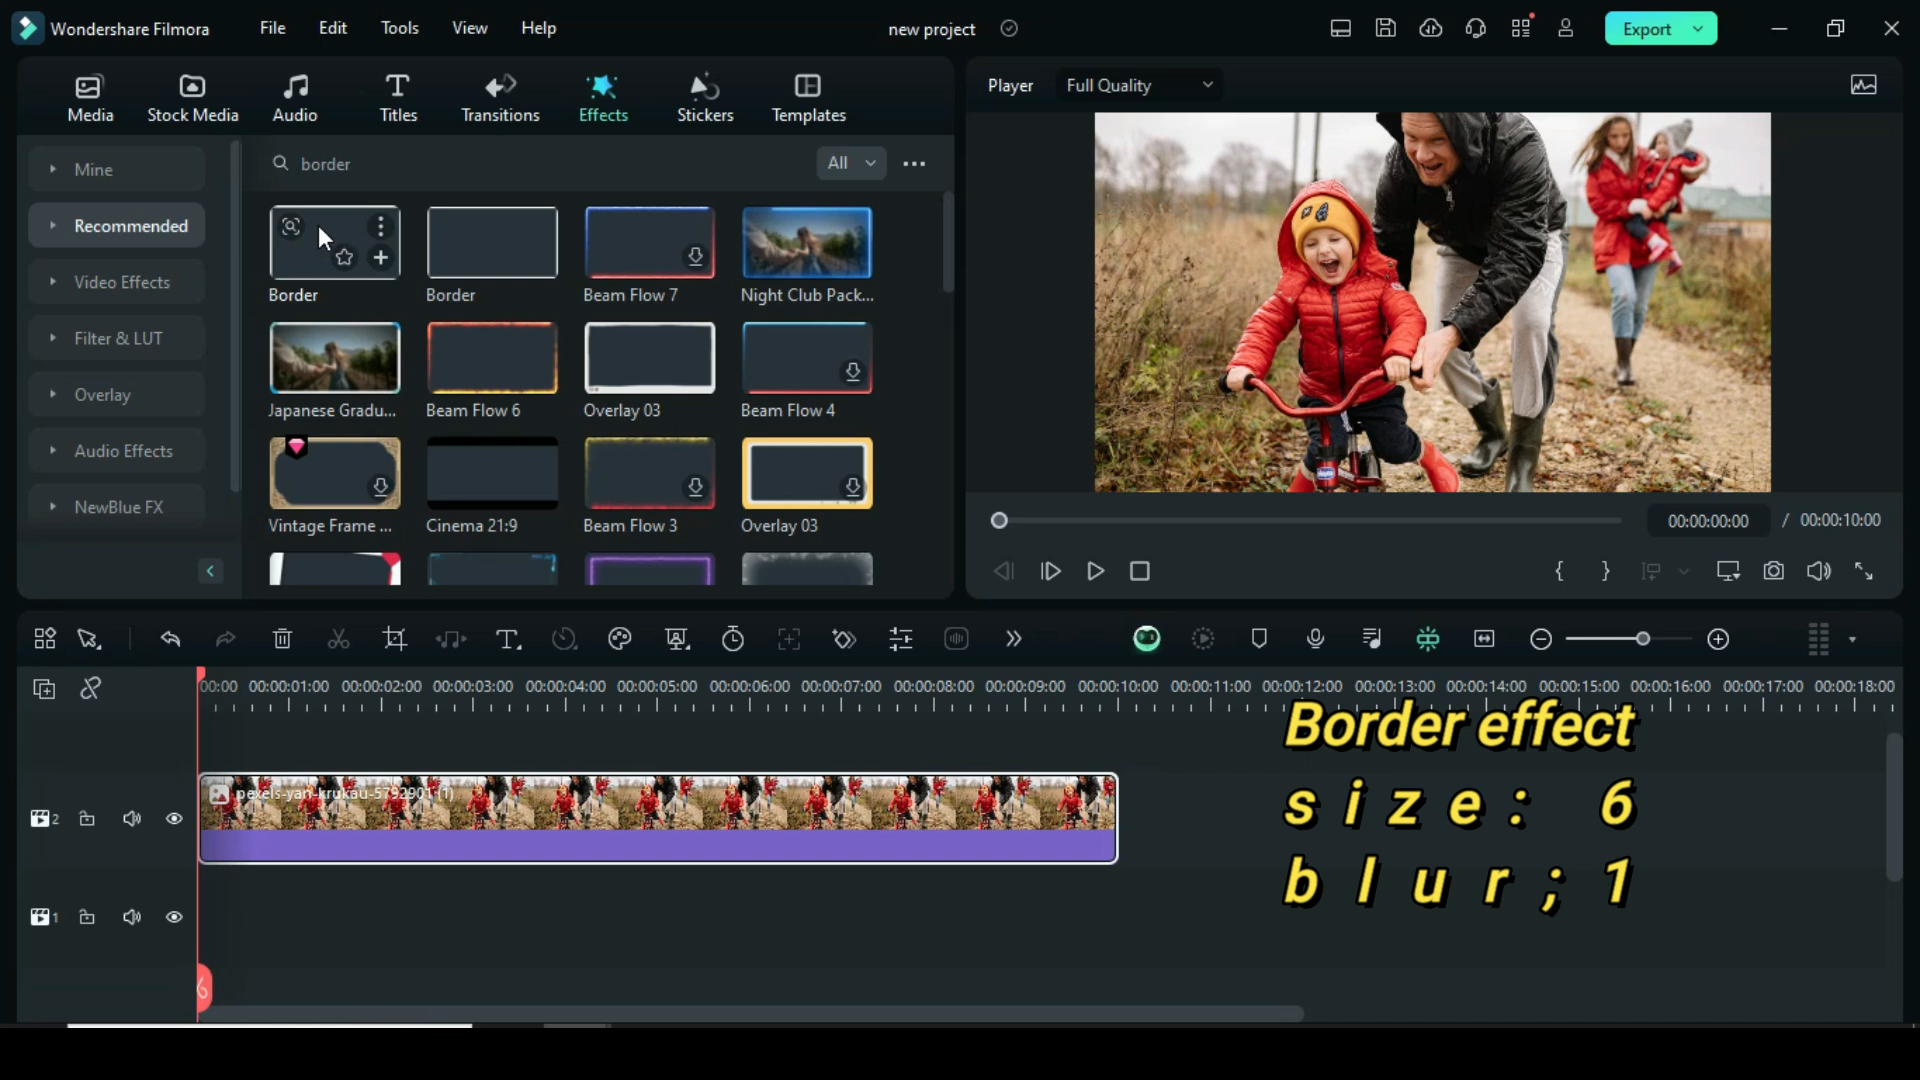 Wondershare Filmora
File Edit Tools View Help
new project
Export
Media Stock Media Audio Titles Transitions Effects Stickers Templates
Player Full Quality
Mine
Recommended
Video Effects
Filter & LUT
Overlay
Audio Effects
NewBlue FX
border
All
Border Border Beam Flow 7 Night Club Pack...
Japanese Gradu... Beam Flow 6 Overlay 03 Beam Flow 4
Vintage Frame ... Cinema 21:9 Beam Flow 3 Overlay 03
00:00:00:00 / 00:00:10:00
00:00 00:00:01:00 00:00:02:00 00:00:03:00 00:00:04:00 00:00:05:00 00:00:06:00 00:00:07:00 00:00:08:00 00:00:09:00 00:00:10:00 00:00:11:00 00:00:12:00 00:00:13:00 00:00:14:00 00:00:15:00 00:00:16:00 00:00:17:00 00:00:18:00
pexels-yan-krukau-5792901 (1)
2
1
Border effect
size: 6
blur; 1